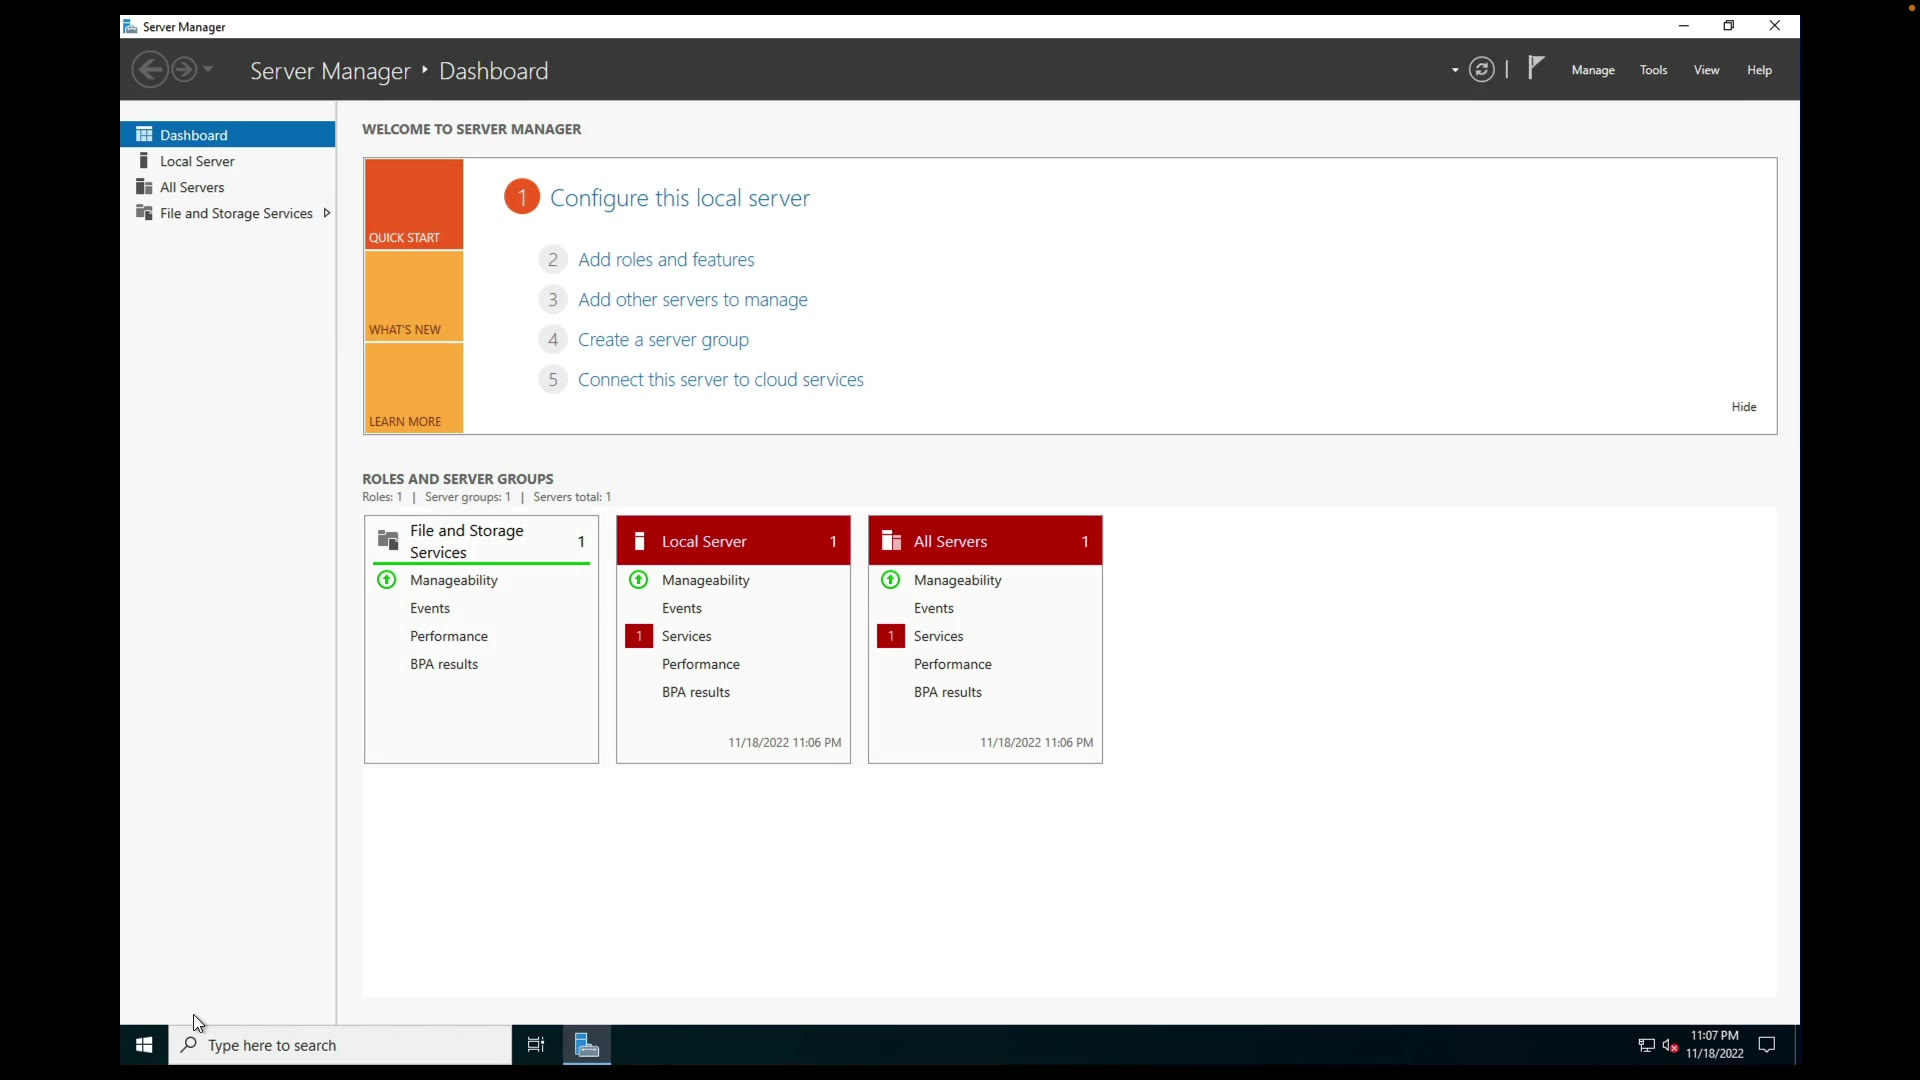 Server Manager
Server Manager ‣ Dashboard
Manage
Tools
View
Help
Dashboard
Local Server
All Servers
File and Storage Services
WELCOME TO SERVER MANAGER
QUICK START
WHAT'S NEW
LEARN MORE
1 Configure this local server
2 Add roles and features
3 Add other servers to manage
4 Create a server group
5 Connect this server to cloud services
Hide
ROLES AND SERVER GROUPS
Roles: 1 | Server groups: 1 | Servers total: 1
File and Storage
Services
1
Manageability
Events
Performance
BPA results
Local Server 1
Manageability
Events
1 Services
Performance
BPA results
11/18/2022 11:06 PM
All Servers 1
Manageability
Events
1 Services
Performance
BPA results
11/18/2022 11:06 PM
Type here to search
11:07 PM
11/18/2022